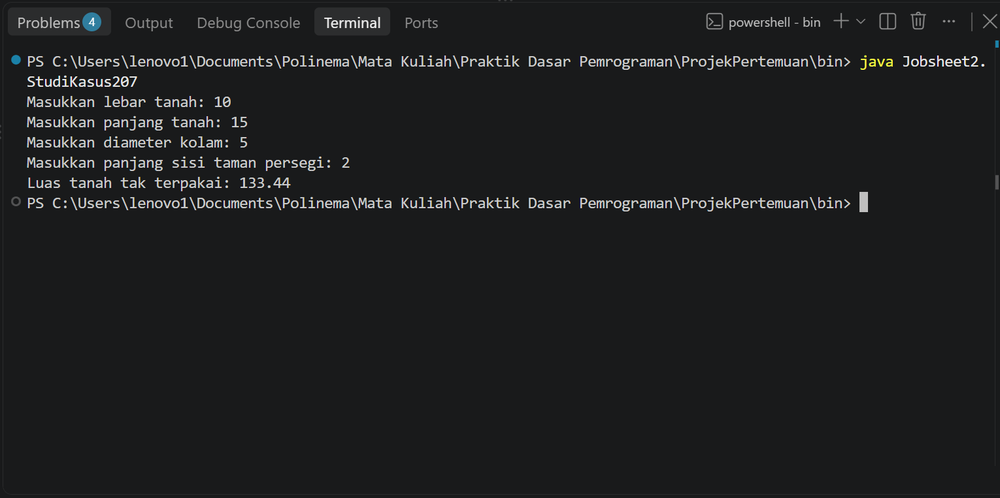 Problems 4 Output Debug Console Terminal Ports powershell - bin
PS C:\Users\lenovo1\Documents\Polinema\Mata Kuliah\Praktik Dasar Pemrograman\ProjekPertemuan\bin> java Jobsheet2.
StudiKasus207
Masukkan lebar tanah: 10
Masukkan panjang tanah: 15
Masukkan diameter kolam: 5
Masukkan panjang sisi taman persegi: 2
Luas tanah tak terpakai: 133.44
PS C:\Users\lenovo1\Documents\Polinema\Mata Kuliah\Praktik Dasar Pemrograman\ProjekPertemuan\bin>